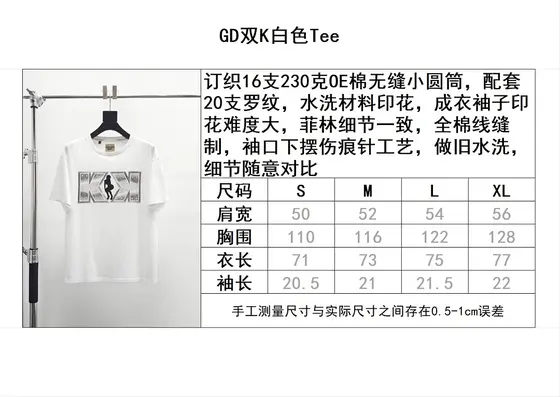 GD双K白色Tee
订织16支230克OE棉无缝小圆筒，配套
20支罗纹，水洗材料印花，成衣袖子印
花难度大，菲林细节一致，全棉线缝
制，袖口下摆伤痕针工艺，做旧水洗，
细节随意对比
尺码 S M L XL
肩宽 50 52 54 56
胸围 110 116 122 128
衣长 71 73 75 77
袖长 20.5 21 21.5 22
手工测量尺寸与实际尺寸之间存在0.5-1cm误差